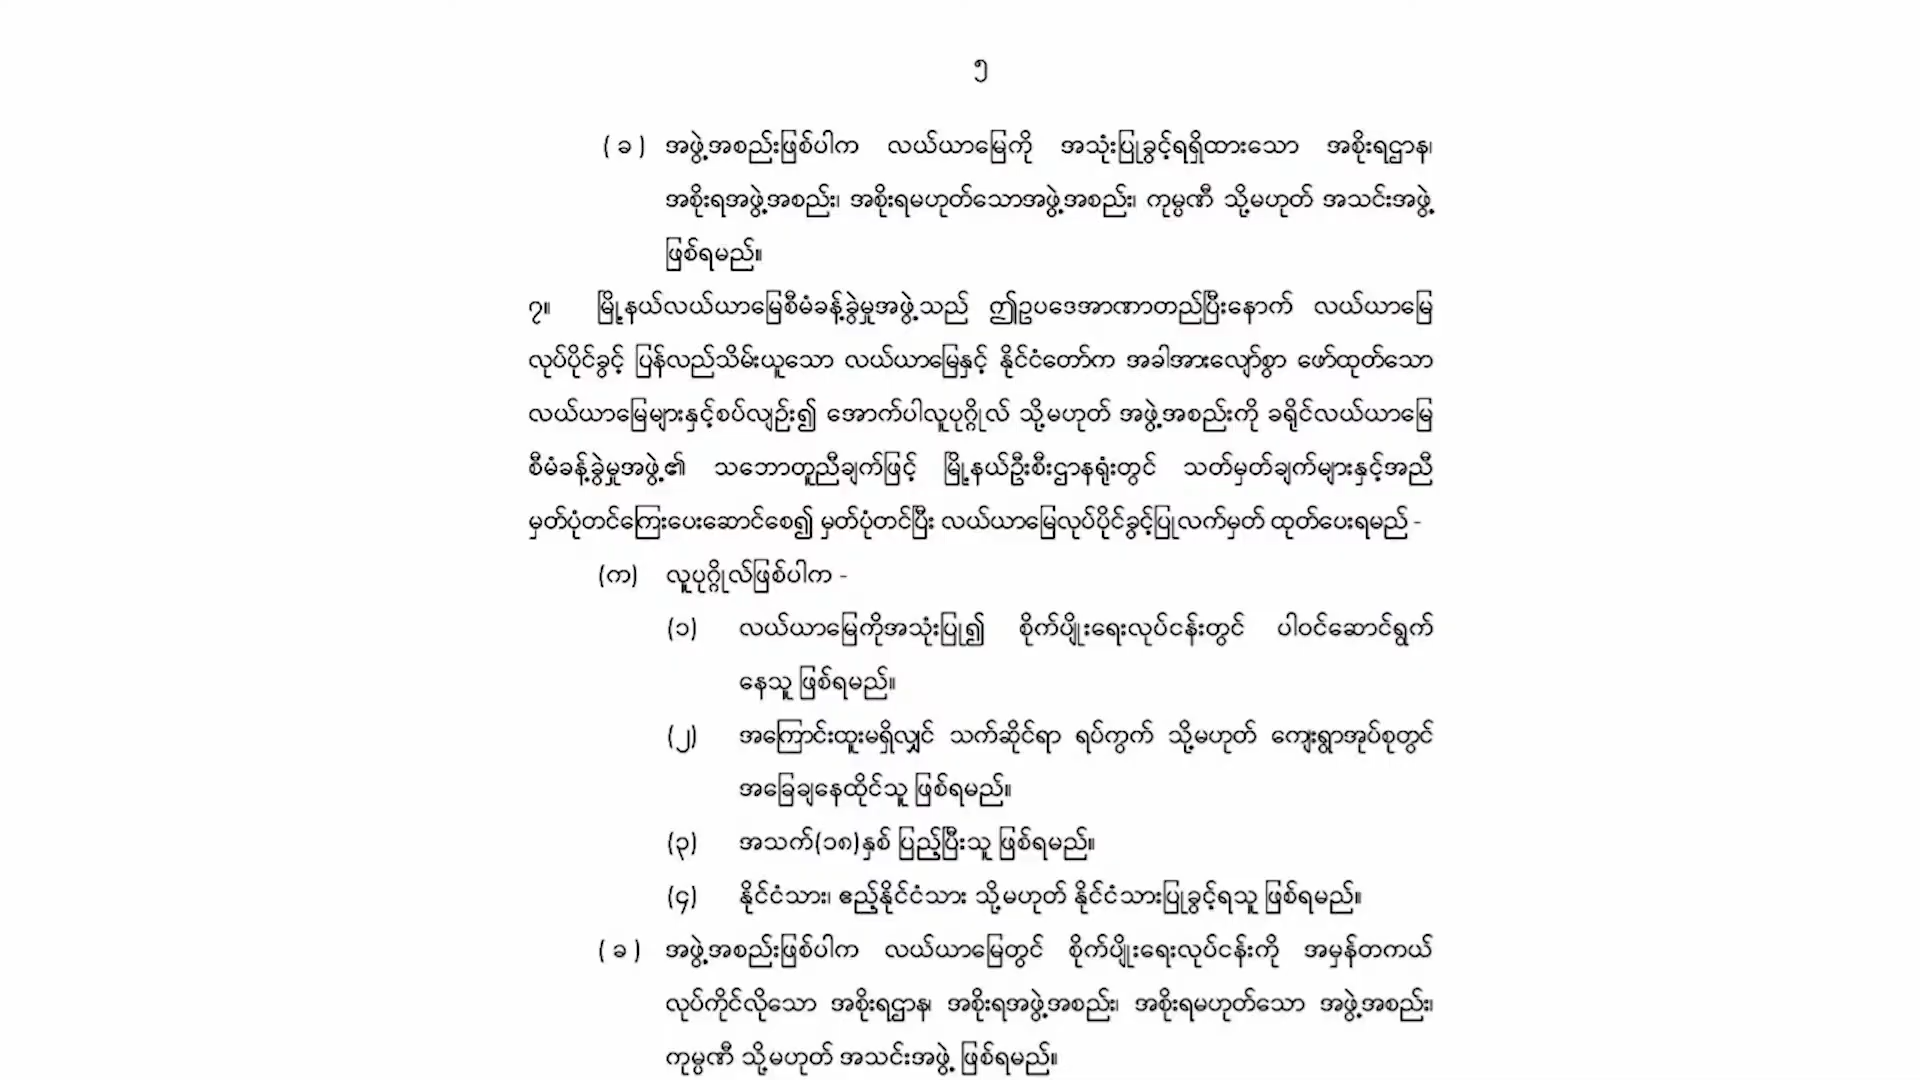 ၅
( ခ ) အဖွဲ့အစည်းဖြစ်ပါက လယ်ယာမြေကို အသုံးပြုခွင့်ရရှိထားသော အစိုးရဌာန၊
အစိုးရအဖွဲ့အစည်း၊ အစိုးရမဟုတ်သောအဖွဲ့အစည်း၊ ကုမ္ပဏီ သို့မဟုတ် အသင်းအဖွဲ့
ဖြစ်ရမည်။
၇။ မြို့နယ်လယ်ယာမြေစီမံခန့်ခွဲမှုအဖွဲ့သည် ဤဥပဒေအာဏာတည်ပြီးနောက် လယ်ယာမြေ
လုပ်ပိုင်ခွင့် ပြန်လည်သိမ်းယူသော လယ်ယာမြေနှင့် နိုင်ငံတော်က အခါအားလျော်စွာ ဖော်ထုတ်သော
လယ်ယာမြေများနှင့်စပ်လျဉ်း၍ အောက်ပါလူပုဂ္ဂိုလ် သို့မဟုတ် အဖွဲ့အစည်းကို ခရိုင်လယ်ယာမြေ
စီမံခန့်ခွဲမှုအဖွဲ့၏ သဘောတူညီချက်ဖြင့် မြို့နယ်ဦးစီးဌာနရုံးတွင် သတ်မှတ်ချက်များနှင့်အညီ
မှတ်ပုံတင်ကြေးပေးဆောင်စေ၍ မှတ်ပုံတင်ပြီး လယ်ယာမြေလုပ်ပိုင်ခွင့်ပြုလက်မှတ် ထုတ်ပေးရမည် -
(က) လူပုဂ္ဂိုလ်ဖြစ်ပါက -
(၁) လယ်ယာမြေကိုအသုံးပြု၍ စိုက်ပျိုးရေးလုပ်ငန်းတွင် ပါဝင်ဆောင်ရွက်
နေသူ ဖြစ်ရမည်။
(၂) အကြောင်းထူးမရှိလျှင် သက်ဆိုင်ရာ ရပ်ကွက် သို့မဟုတ် ကျေးရွာအုပ်စုတွင်
အခြေချနေထိုင်သူ ဖြစ်ရမည်။
(၃) အသက်(၁၈)နှစ် ပြည့်ပြီးသူ ဖြစ်ရမည်။
(၄) နိုင်ငံသား၊ ဧည့်နိုင်ငံသား သို့မဟုတ် နိုင်ငံသားပြုခွင့်ရသူ ဖြစ်ရမည်။
( ခ ) အဖွဲ့အစည်းဖြစ်ပါက လယ်ယာမြေတွင် စိုက်ပျိုးရေးလုပ်ငန်းကို အမှန်တကယ်
လုပ်ကိုင်လိုသော အစိုးရဌာန၊ အစိုးရအဖွဲ့အစည်း၊ အစိုးရမဟုတ်သော အဖွဲ့အစည်း၊
ကုမ္ပဏီ သို့မဟုတ် အသင်းအဖွဲ့ ဖြစ်ရမည်။